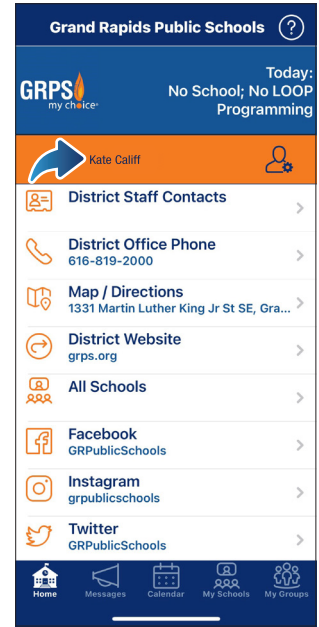 Grand Rapids Public Schools ?
GRPS
my choice
Today:
No School; No LOOP
Programming
Kate Califf
District Staff Contacts
District Office Phone
616-819-2000
Map / Directions
1331 Martin Luther King Jr St SE, Gra...
District Website
grps.org
All Schools
Facebook
GRPublicSchools
Instagram
grpublicschools
Twitter
GRPublicSchools
Home Messages Calendar My Schools My Groups